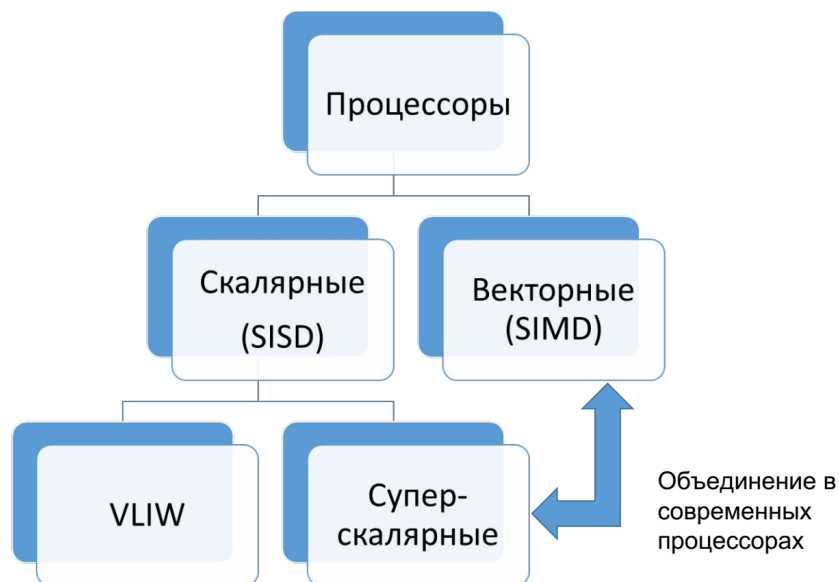 Процессоры
Скалярные
(SISD)
Векторные
(SIMD)
VLIW
Супер-
скалярные
Объединение в
современных
процессорах